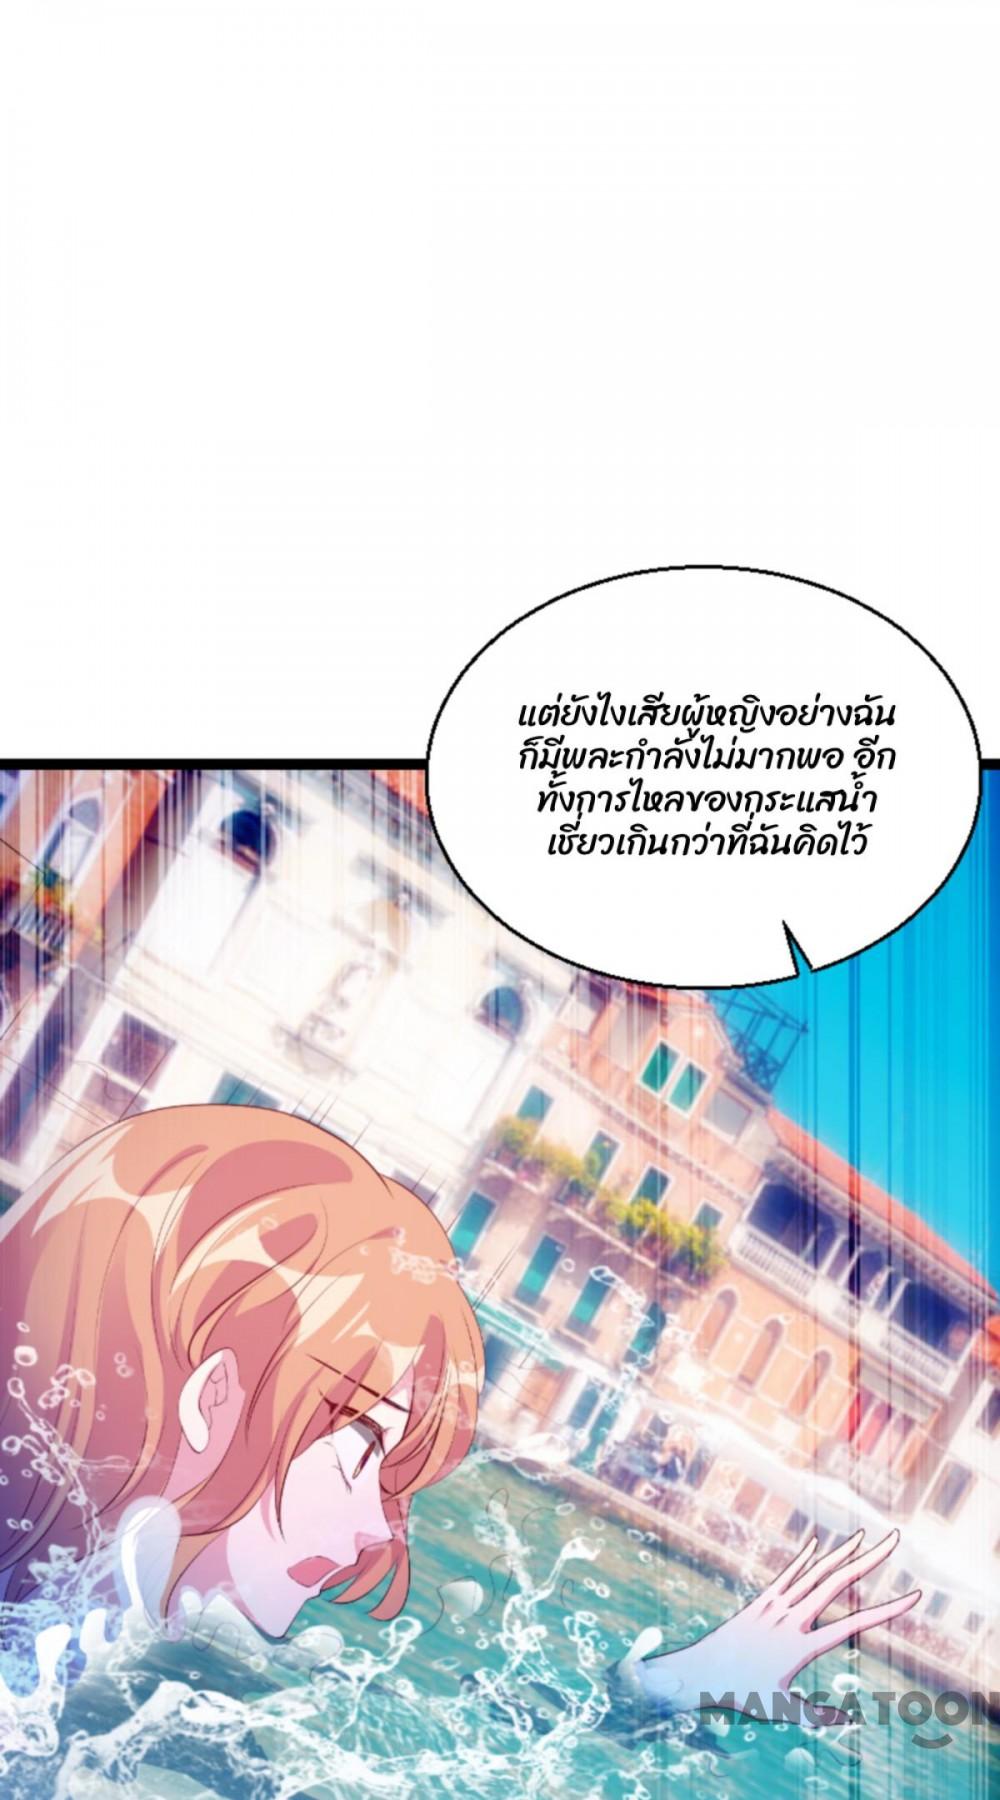 แต่ยังไงเสียผู้หญิงอย่างฉัน
ก็มีพละกำลังไม่มากพอ อีก
ทั้งการไหลของกระแสน้ำ
เชี่ยวเกินกว่าที่ฉันคิดไว้
MANGATOON